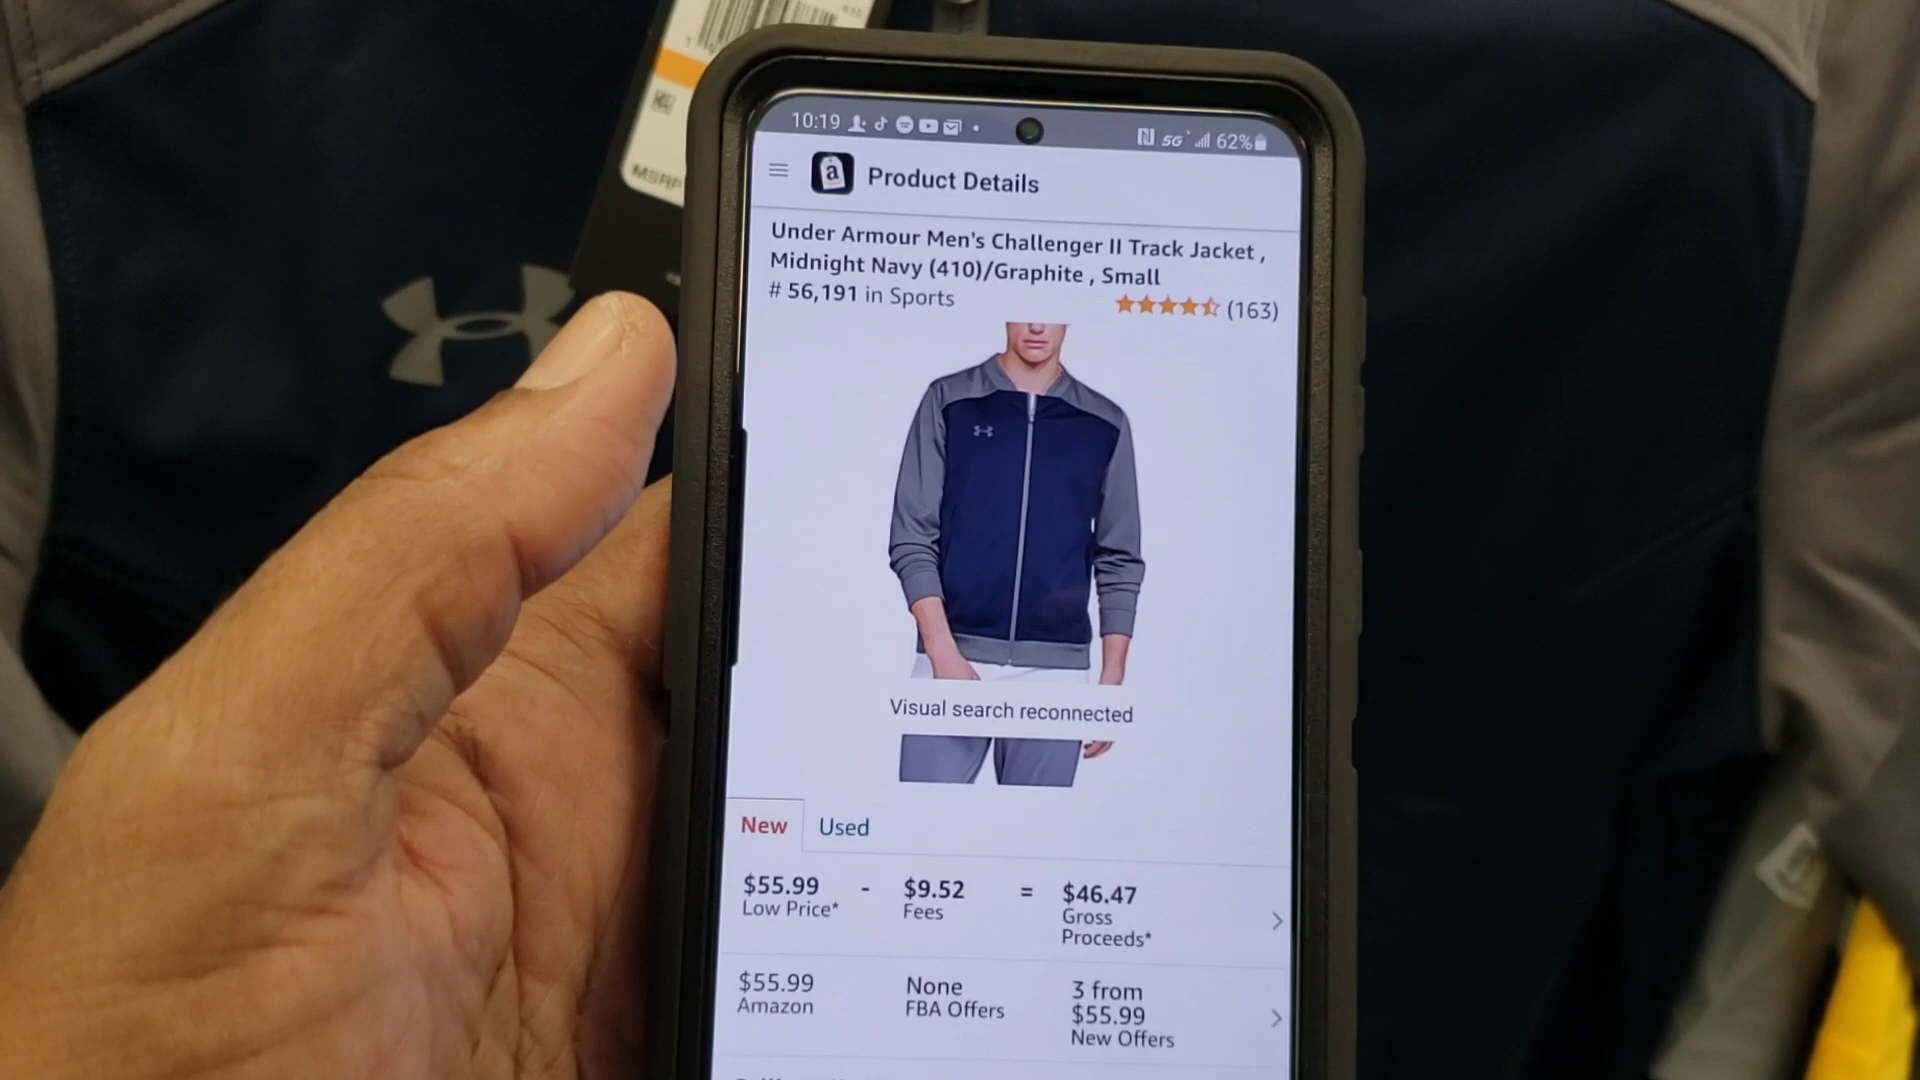 410
MSRP
10:19
5G
62%
a
Product Details
Under Armour Men's Challenger II Track Jacket ,
Midnight Navy (410)/Graphite , Small
# 56,191 in Sports
(163)
Visual search reconnected
New
Used
$55.99 - $9.52 = $46.47
Low Price*
Fees
Gross
Proceeds*
$55.99
Amazon
None
FBA Offers
3 from
$55.99
New Offers